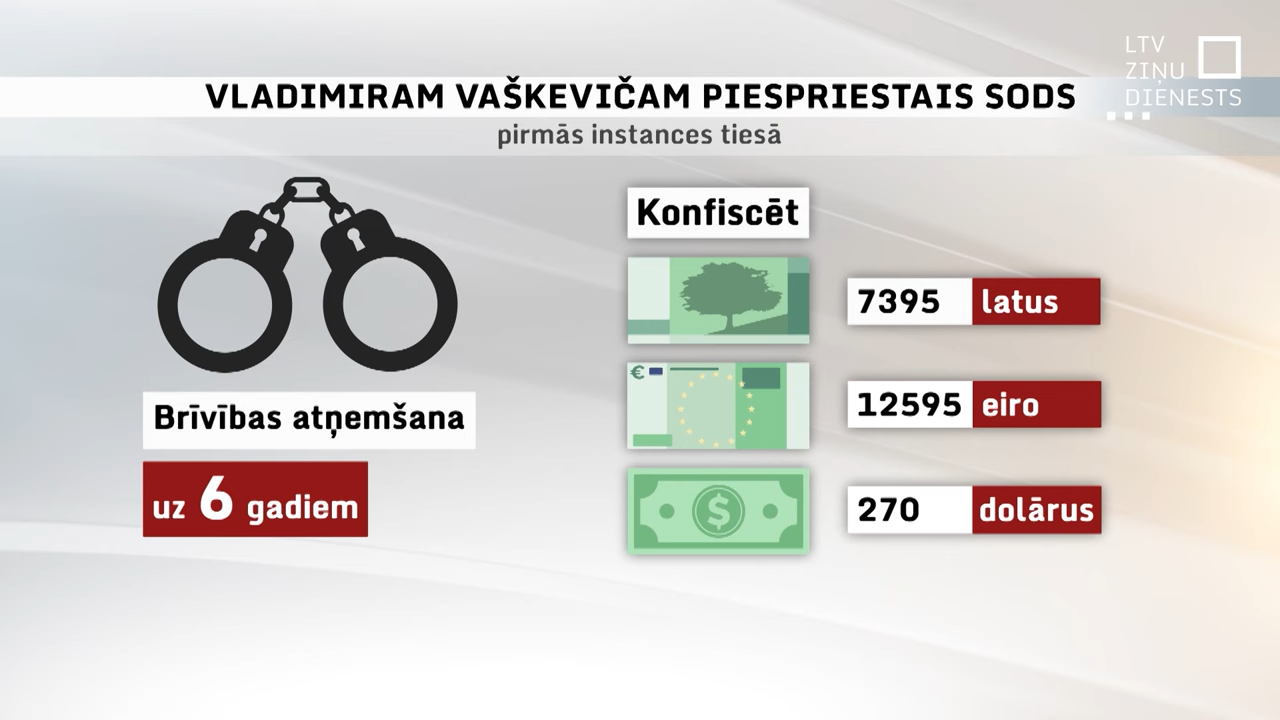 LTV
ZIŅU
DIENESTS
VLADIMIRAM VAŠKEVIČAM PIESPRIESTAIS SODS
pirmās instances tiesā
Brīvības atņemšana
uz 6 gadiem
Konfiscēt
7395 latus
€
12595 eiro
$
270 dolārus